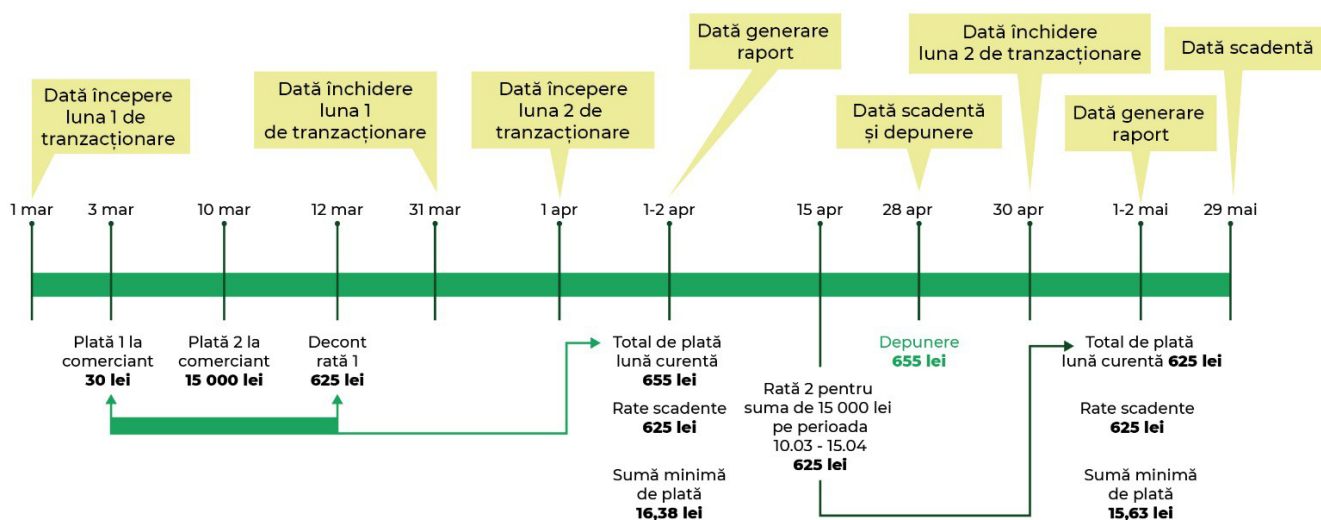 Dată începere
luna 1 de
tranzacționare
Dată închidere
luna 1
de tranzacționare
Dată începere
luna 2 de
tranzacționare
Dată generare
raport
Dată scadentă
și depunere
Dată închidere
luna 2 de tranzacționare
Dată generare
raport
Dată scadentă
1 mar
3 mar
10 mar
12 mar
31 mar
1 apr
1-2 apr
15 apr
28 apr
30 apr
1-2 mai
29 mai
Plată 1 la
comerciant
30 lei
Plată 2 la
comerciant
15 000 lei
Decont
rată 1
625 lei
Total de plată
lună curentă
655 lei
Rate scadente
625 lei
Sumă minimă
de plată
16,38 lei
Rată 2 pentru
suma de 15 000 lei
pe perioada
10.03 - 15.04
625 lei
Depunere
655 lei
Total de plată
lună curentă 625 lei
Rate scadente
625 lei
Sumă minimă
de plată
15,63 lei